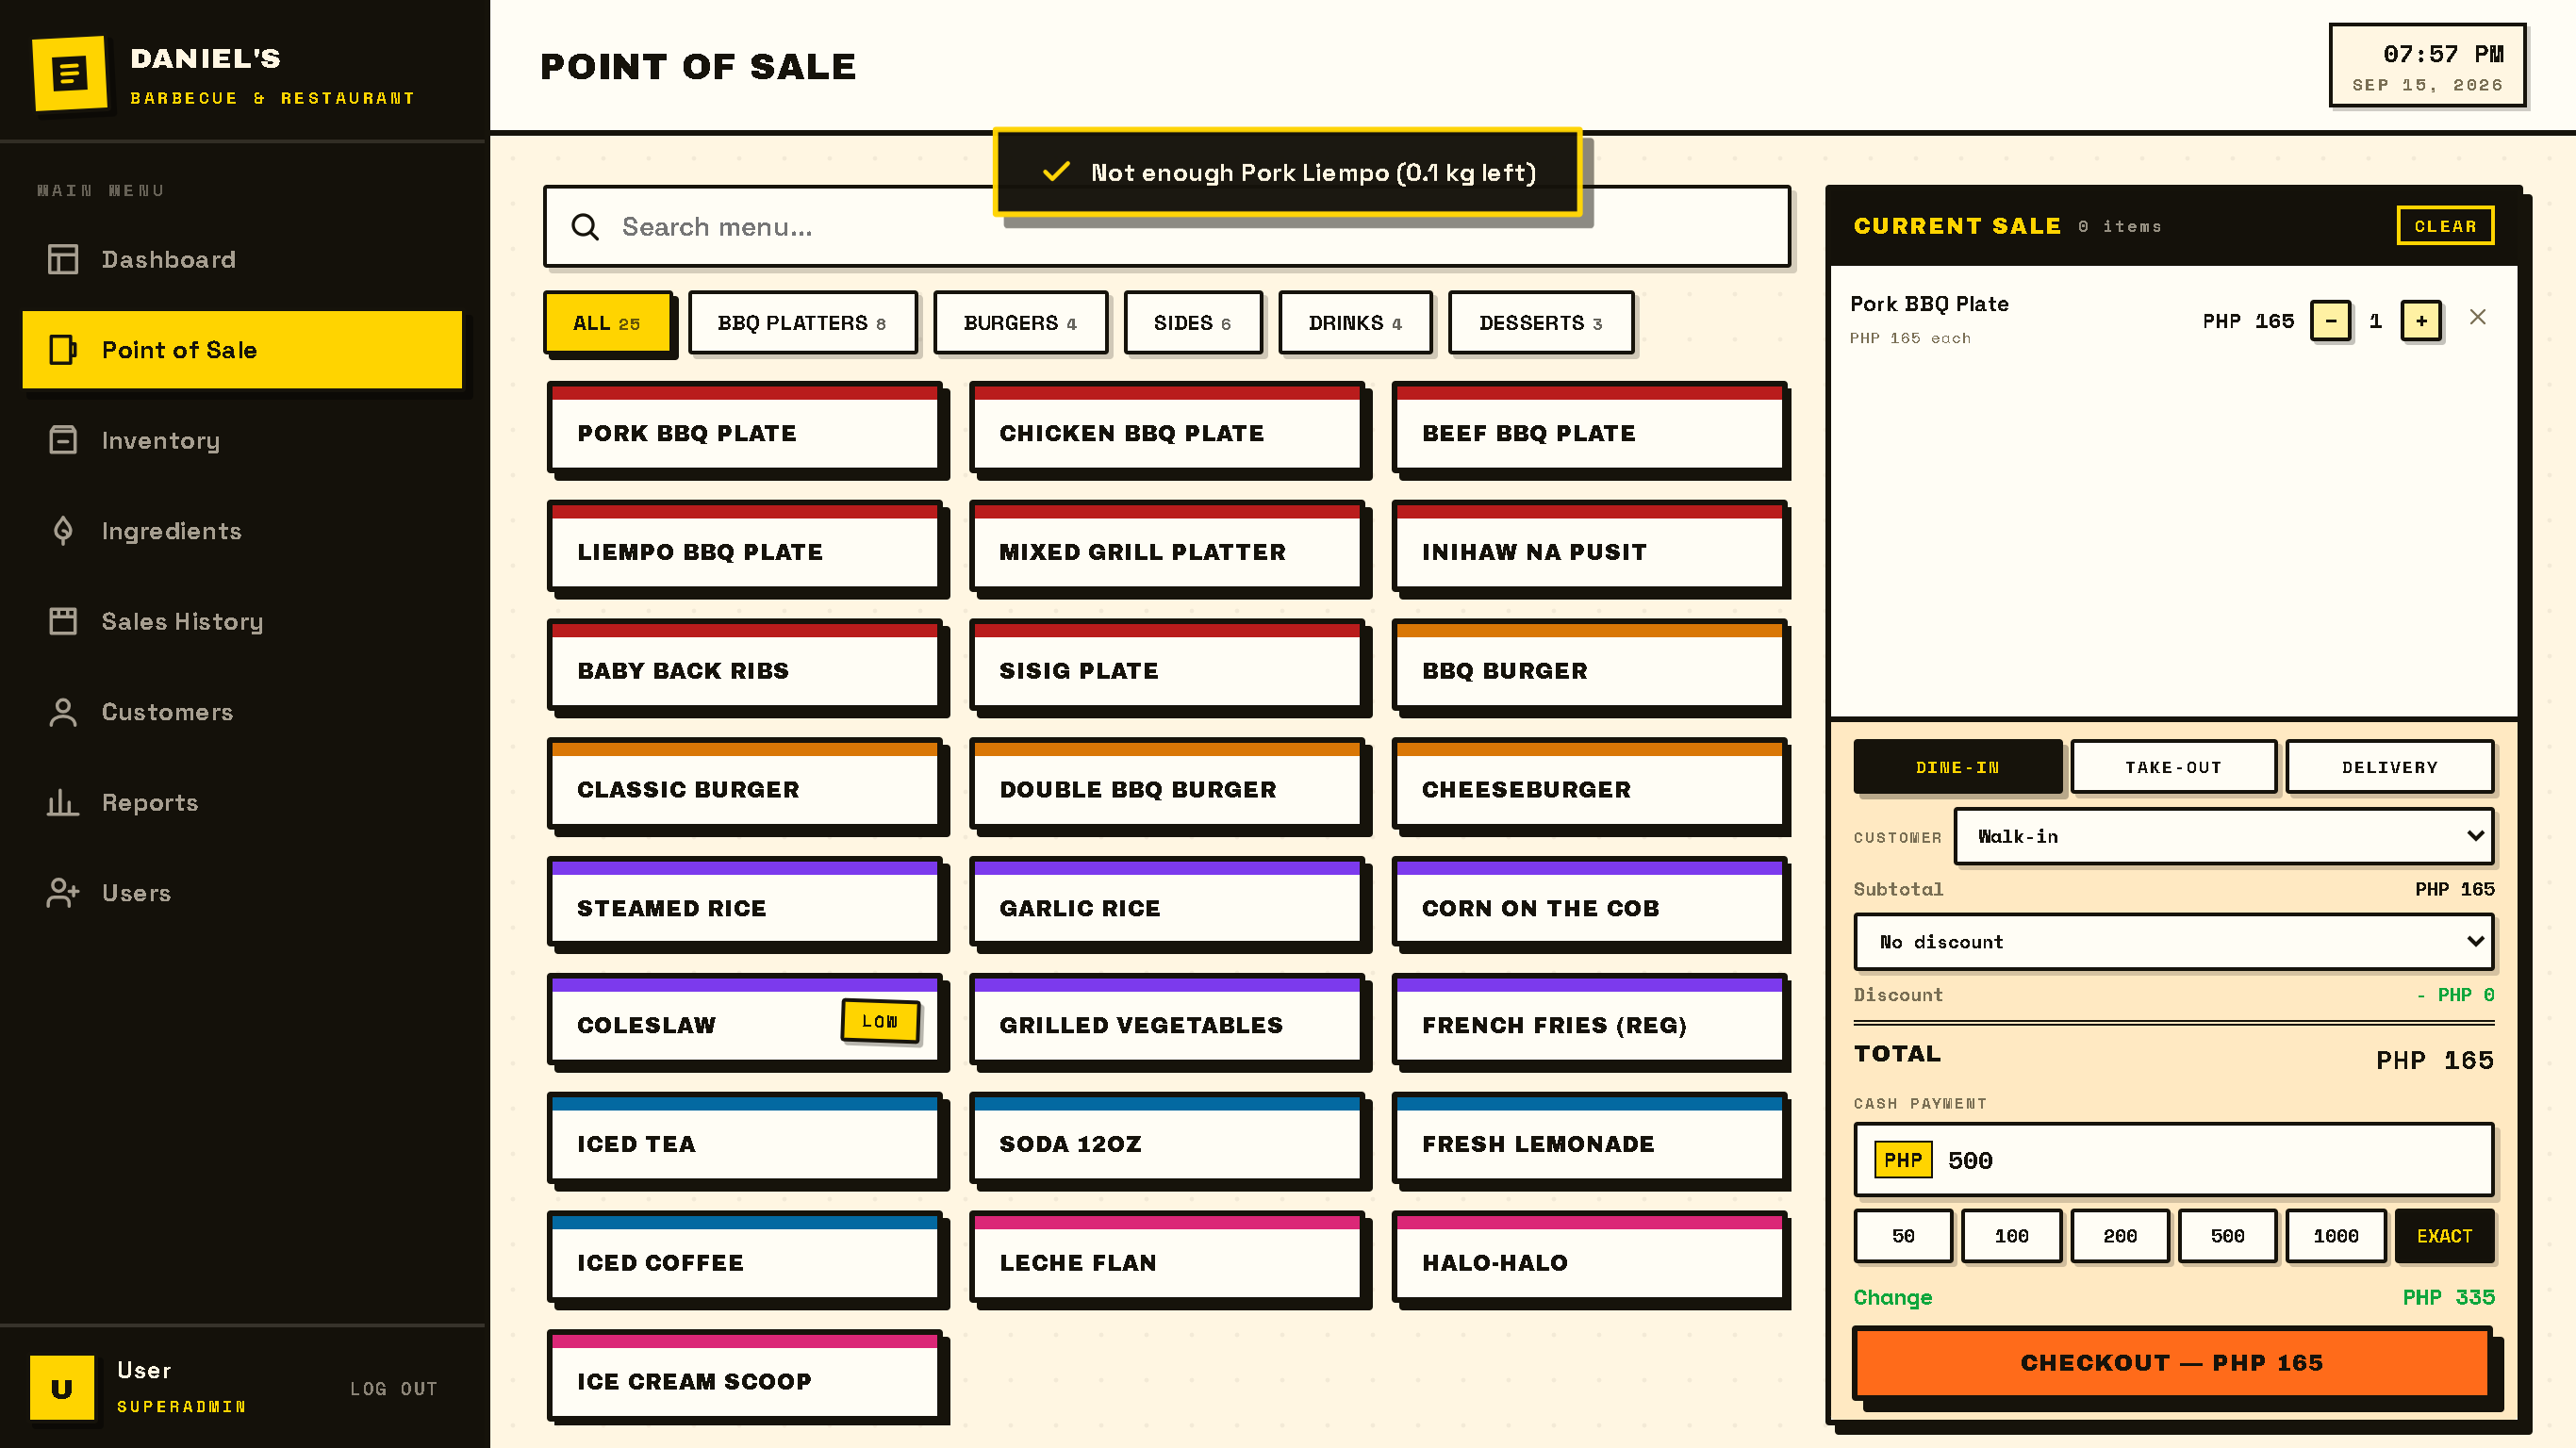 DANIEL'S
BARBECUE & RESTAURANT
MAIN MENU
Dashboard
Point of Sale
Inventory
Ingredients
Sales History
Customers
Reports
Users
U
User
SUPERADMIN
LOG OUT
POINT OF SALE
07:57 PM
SEP 15, 2026
Not enough Pork Liempo (0.1 kg left)
Search menu...
ALL 25
BBQ PLATTERS 8
BURGERS 4
SIDES 6
DRINKS 4
DESSERTS 3
PORK BBQ PLATE
CHICKEN BBQ PLATE
BEEF BBQ PLATE
LIEMPO BBQ PLATE
MIXED GRILL PLATTER
INIHAW NA PUSIT
BABY BACK RIBS
SISIG PLATE
BBQ BURGER
CLASSIC BURGER
DOUBLE BBQ BURGER
CHEESEBURGER
STEAMED RICE
GARLIC RICE
CORN ON THE COB
COLESLAW
LOW
GRILLED VEGETABLES
FRENCH FRIES (REG)
ICED TEA
SODA 12OZ
FRESH LEMONADE
ICED COFFEE
LECHE FLAN
HALO-HALO
ICE CREAM SCOOP
CURRENT SALE 0 items
CLEAR
Pork BBQ Plate
PHP 165 each
PHP 165 - 1 + ×
DINE-IN
TAKE-OUT
DELIVERY
CUSTOMER Walk-in
Subtotal PHP 165
No discount
Discount - PHP 0
TOTAL PHP 165
CASH PAYMENT
PHP 500
50
100
200
500
1000
EXACT
Change PHP 335
CHECKOUT — PHP 165